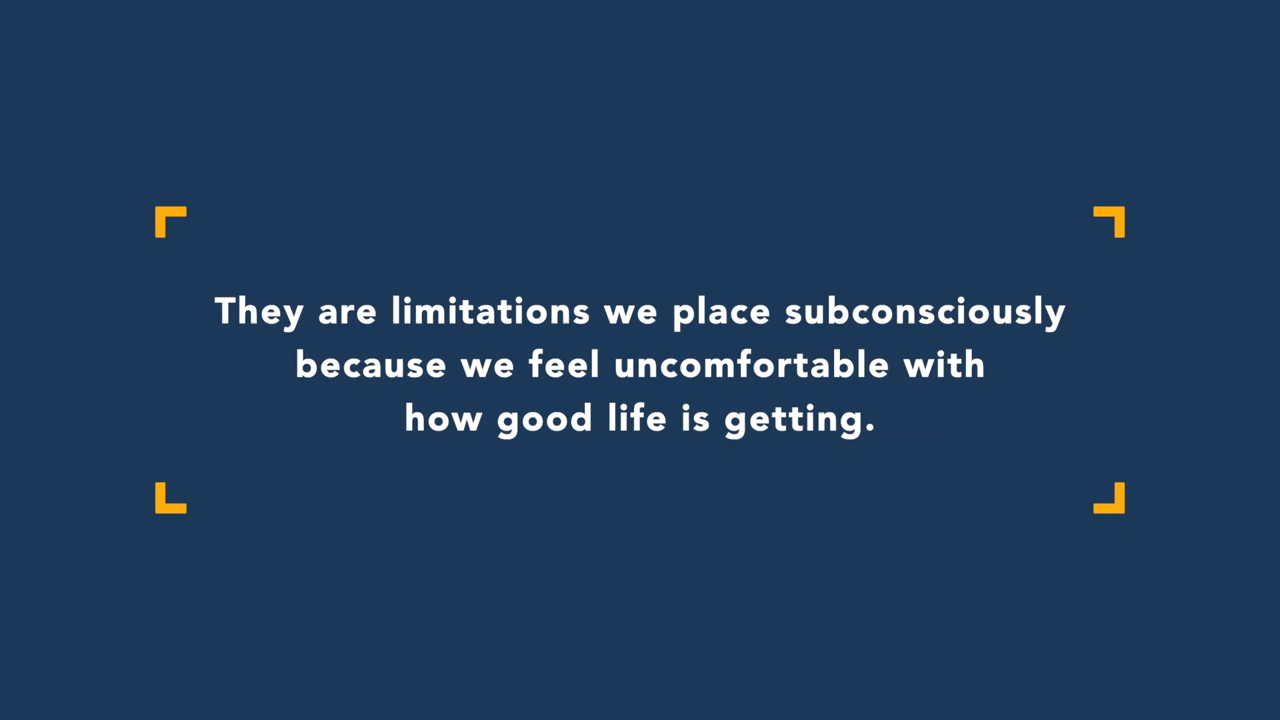 They are limitations we place subconsciously
because we feel uncomfortable with
how good life is getting.